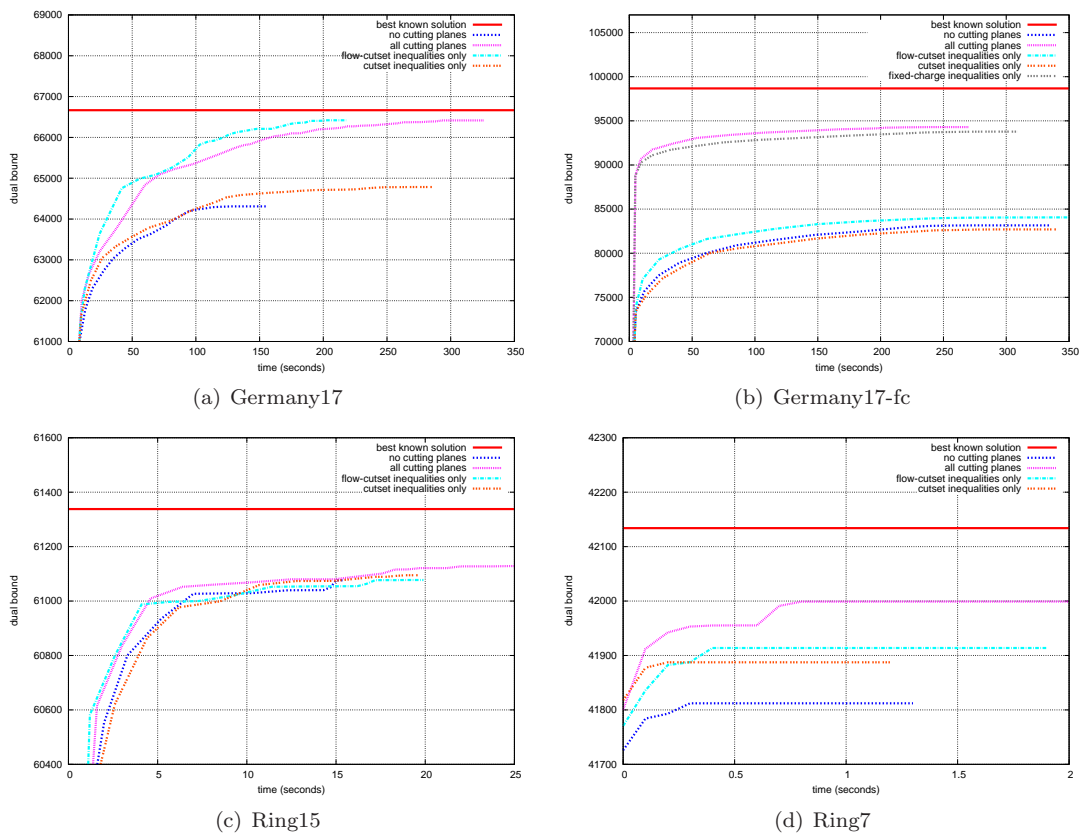 69000
68000
67000
66000
65000
64000
63000
62000
61000
dual bound
0 50 100 150 200 250 300 350
time (seconds)
best known solution
no cutting planes
all cutting planes
flow-cutset inequalities only
cutset inequalities only
(a) Germany17
105000
100000
95000
90000
85000
80000
75000
70000
dual bound
0 50 100 150 200 250 300 350
time (seconds)
best known solution
no cutting planes
all cutting planes
flow-cutset inequalities only
cutset inequalities only
fixed-charge inequalities only
(b) Germany17-fc
61600
61400
61200
61000
60800
60600
60400
dual bound
0 5 10 15 20 25
time (seconds)
best known solution
no cutting planes
all cutting planes
flow-cutset inequalities only
cutset inequalities only
(c) Ring15
42300
42200
42100
42000
41900
41800
41700
dual bound
0 0.5 1 1.5 2
time (seconds)
best known solution
no cutting planes
all cutting planes
flow-cutset inequalities only
cutset inequalities only
(d) Ring7